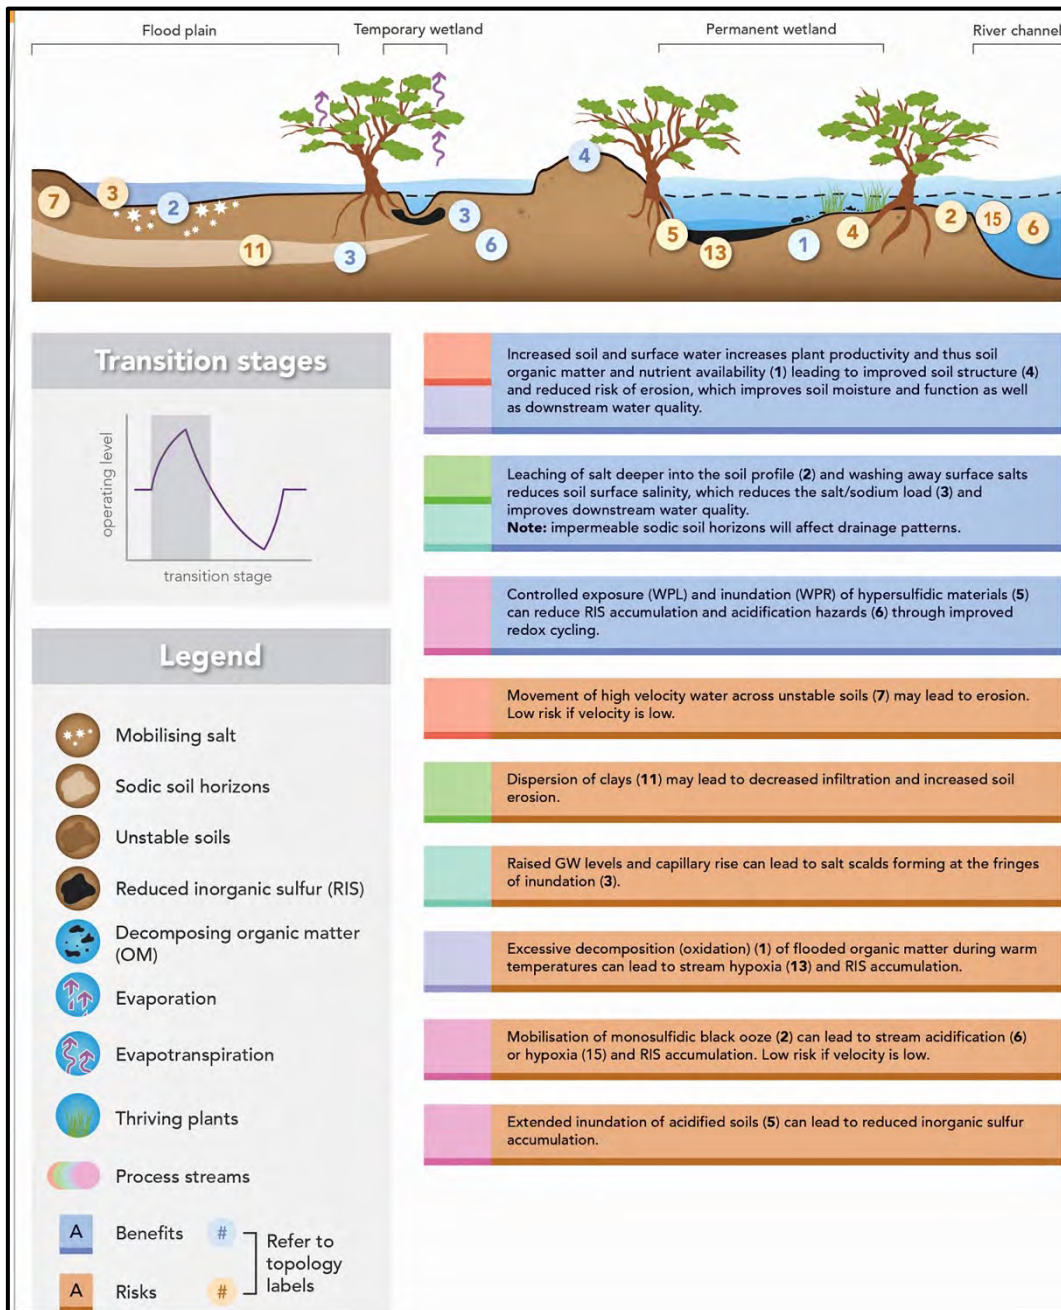 Flood plain
Temporary wetland
Permanent wetland
River channel
4
7
3
2
3
6
11
3
5
13
1
4
2
15
6
Transition stages
operating level
transition stage
Legend
Mobilising salt
Sodic soil horizons
Unstable soils
Reduced inorganic sulfur (RIS)
Decomposing organic matter
(OM)
Evaporation
Evapotranspiration
Thriving plants
Process streams
A Benefits #
Refer to
topology
labels
A Risks #
Increased soil and surface water increases plant productivity and thus soil
organic matter and nutrient availability (1) leading to improved soil structure (4)
and reduced risk of erosion, which improves soil moisture and function as well
as downstream water quality.
Leaching of salt deeper into the soil profile (2) and washing away surface salts
reduces soil surface salinity, which reduces the salt/sodium load (3) and
improves downstream water quality.
Note: impermeable sodic soil horizons will affect drainage patterns.
Controlled exposure (WPL) and inundation (WPR) of hypersulfidic materials (5)
can reduce RIS accumulation and acidification hazards (6) through improved
redox cycling.
Movement of high velocity water across unstable soils (7) may lead to erosion.
Low risk if velocity is low.
Dispersion of clays (11) may lead to decreased infiltration and increased soil
erosion.
Raised GW levels and capillary rise can lead to salt scalds forming at the fringes
of inundation (3).
Excessive decomposition (oxidation) (1) of flooded organic matter during warm
temperatures can lead to stream hypoxia (13) and RIS accumulation.
Mobilisation of monosulfidic black ooze (2) can lead to stream acidification (6)
or hypoxia (15) and RIS accumulation. Low risk if velocity is low.
Extended inundation of acidified soils (5) can lead to reduced inorganic sulfur
accumulation.